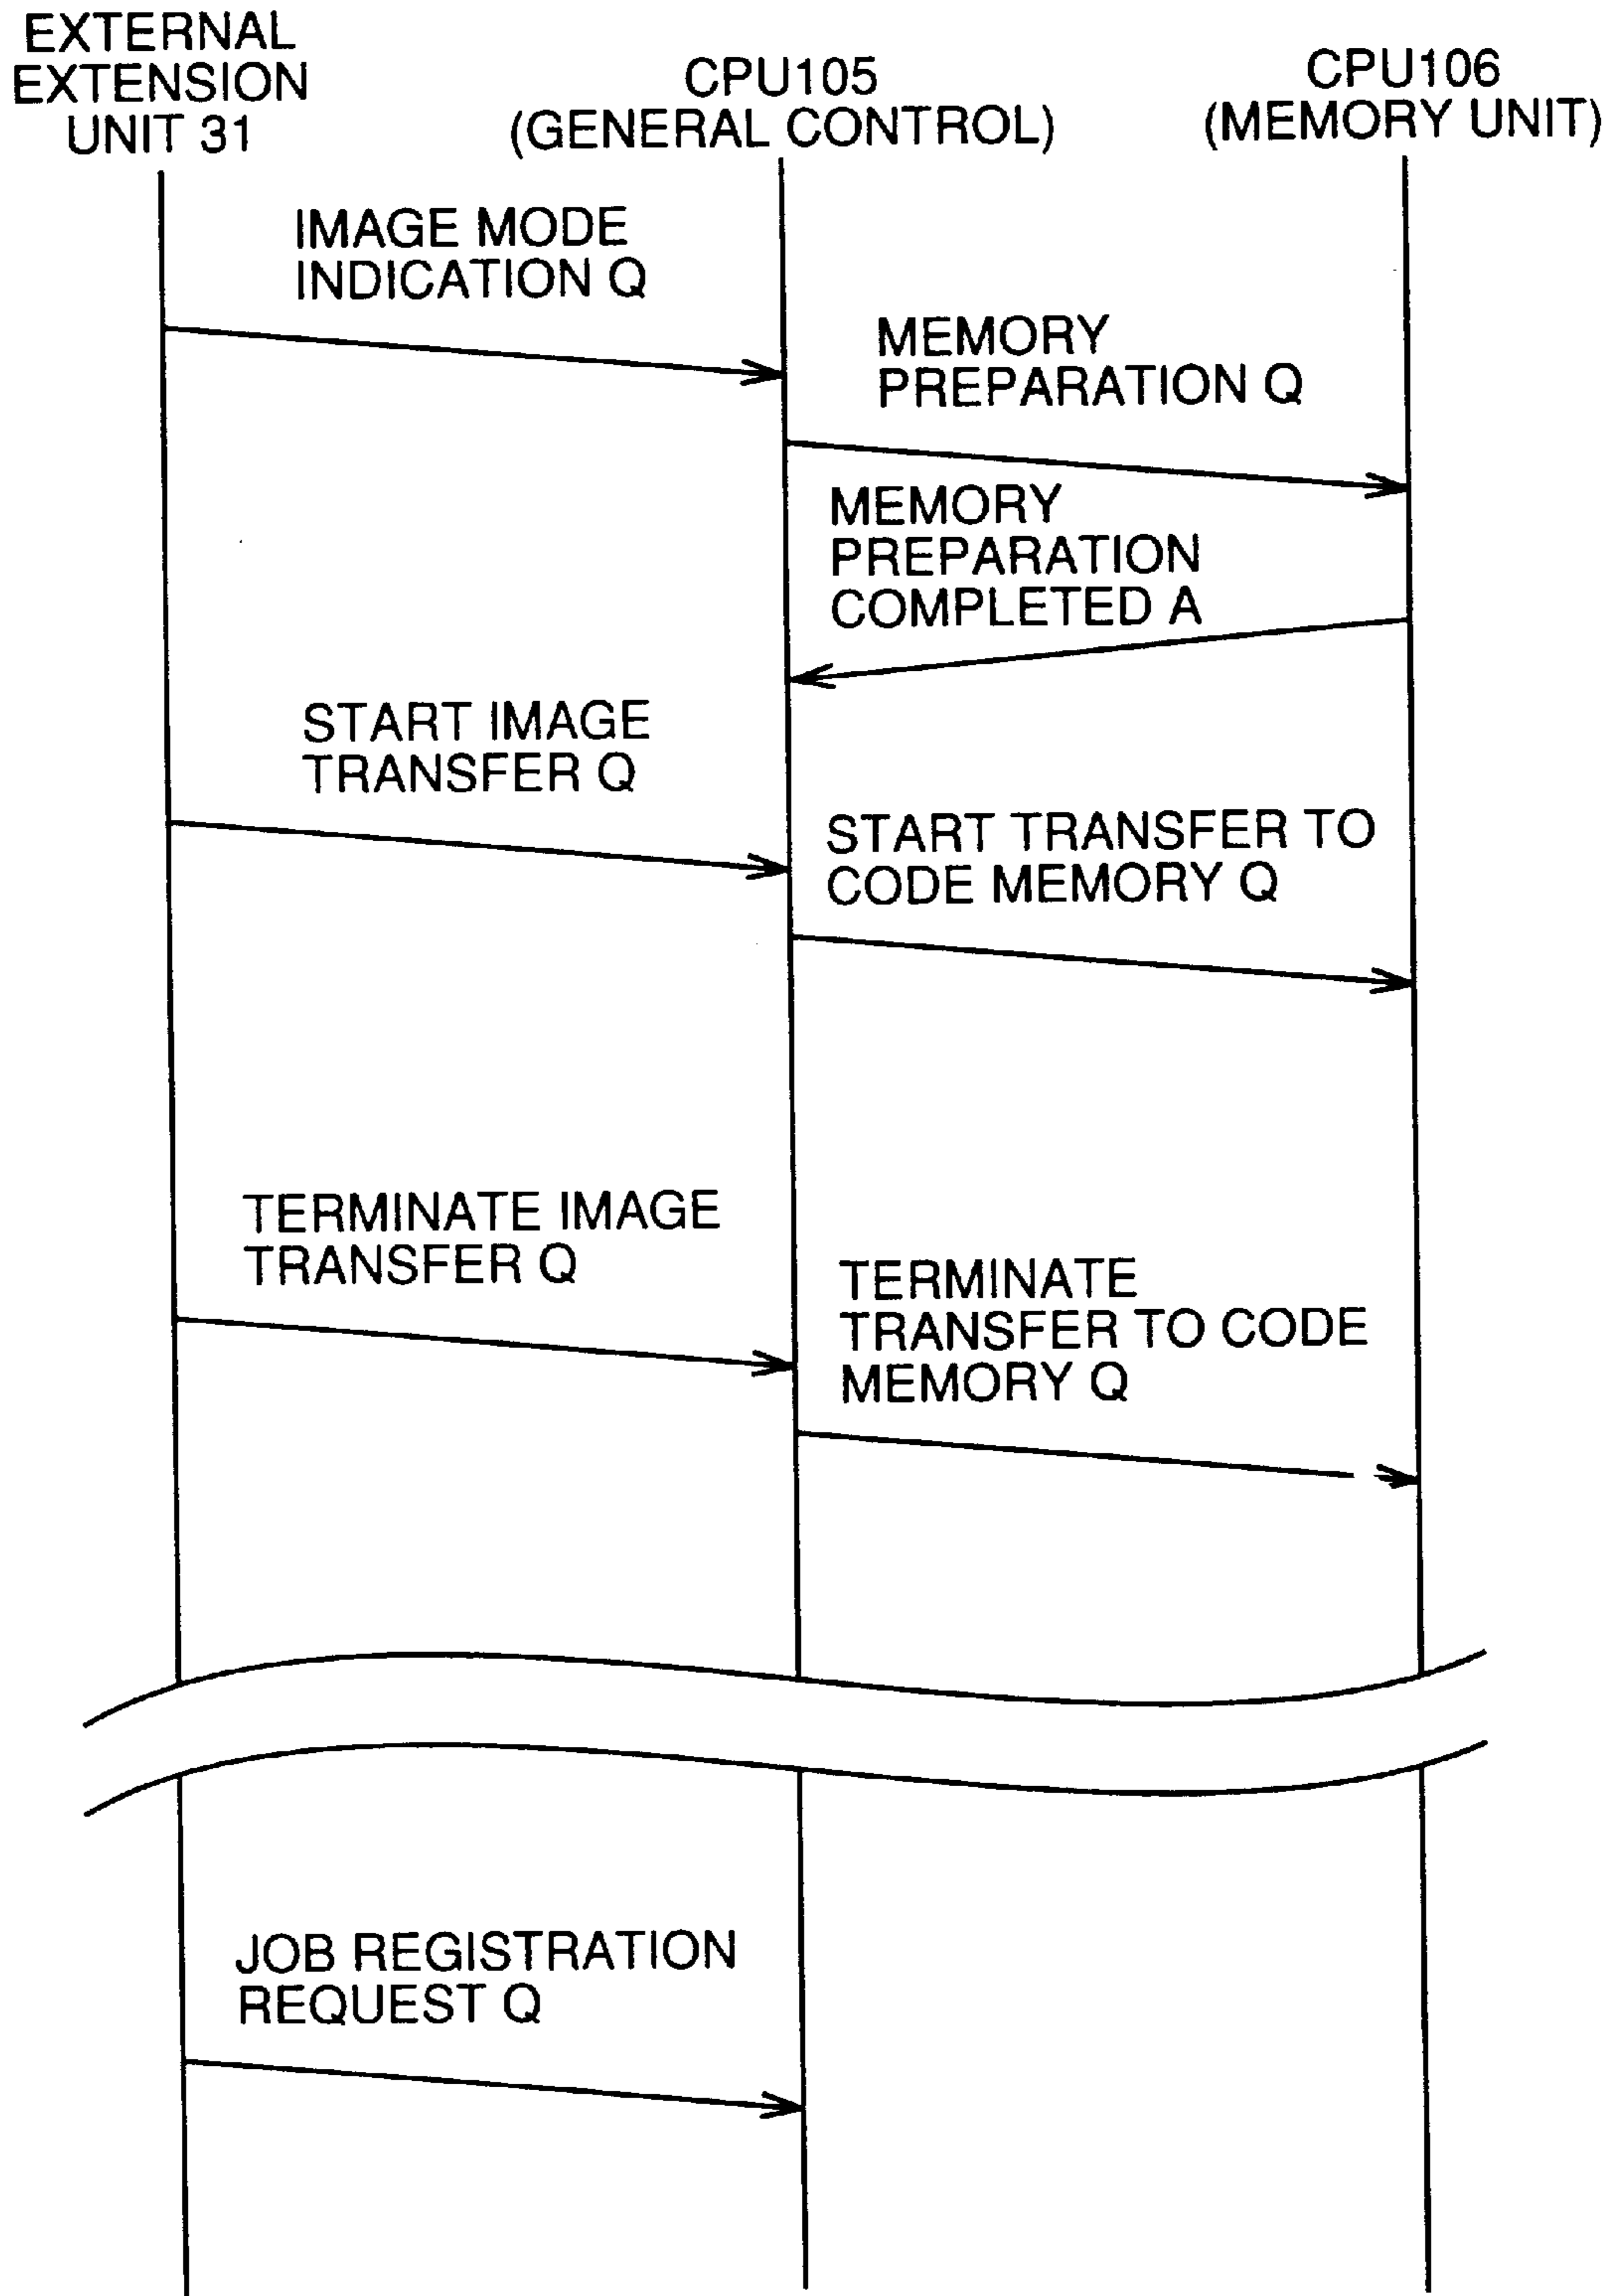 EXTERNAL
EXTENSION
UNIT 31
CPU105
(GENERAL CONTROL)
CPU106
(MEMORY UNIT)
IMAGE MODE
INDICATION Q
MEMORY
PREPARATION Q
MEMORY
PREPARATION
COMPLETED A
START IMAGE
TRANSFER Q
START TRANSFER TO
CODE MEMORY Q
TERMINATE IMAGE
TRANSFER Q
TERMINATE
TRANSFER TO CODE
MEMORY Q
JOB REGISTRATION
REQUEST Q